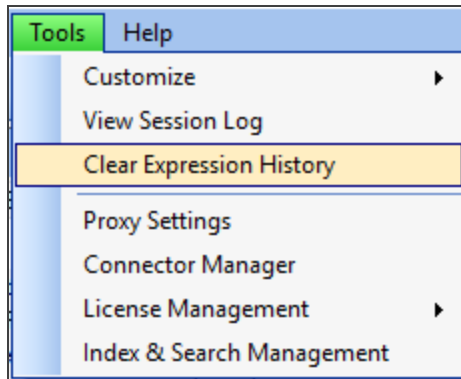 Tools Help
Customize
View Session Log
Clear Expression History
Proxy Settings
Connector Manager
License Management
Index & Search Management